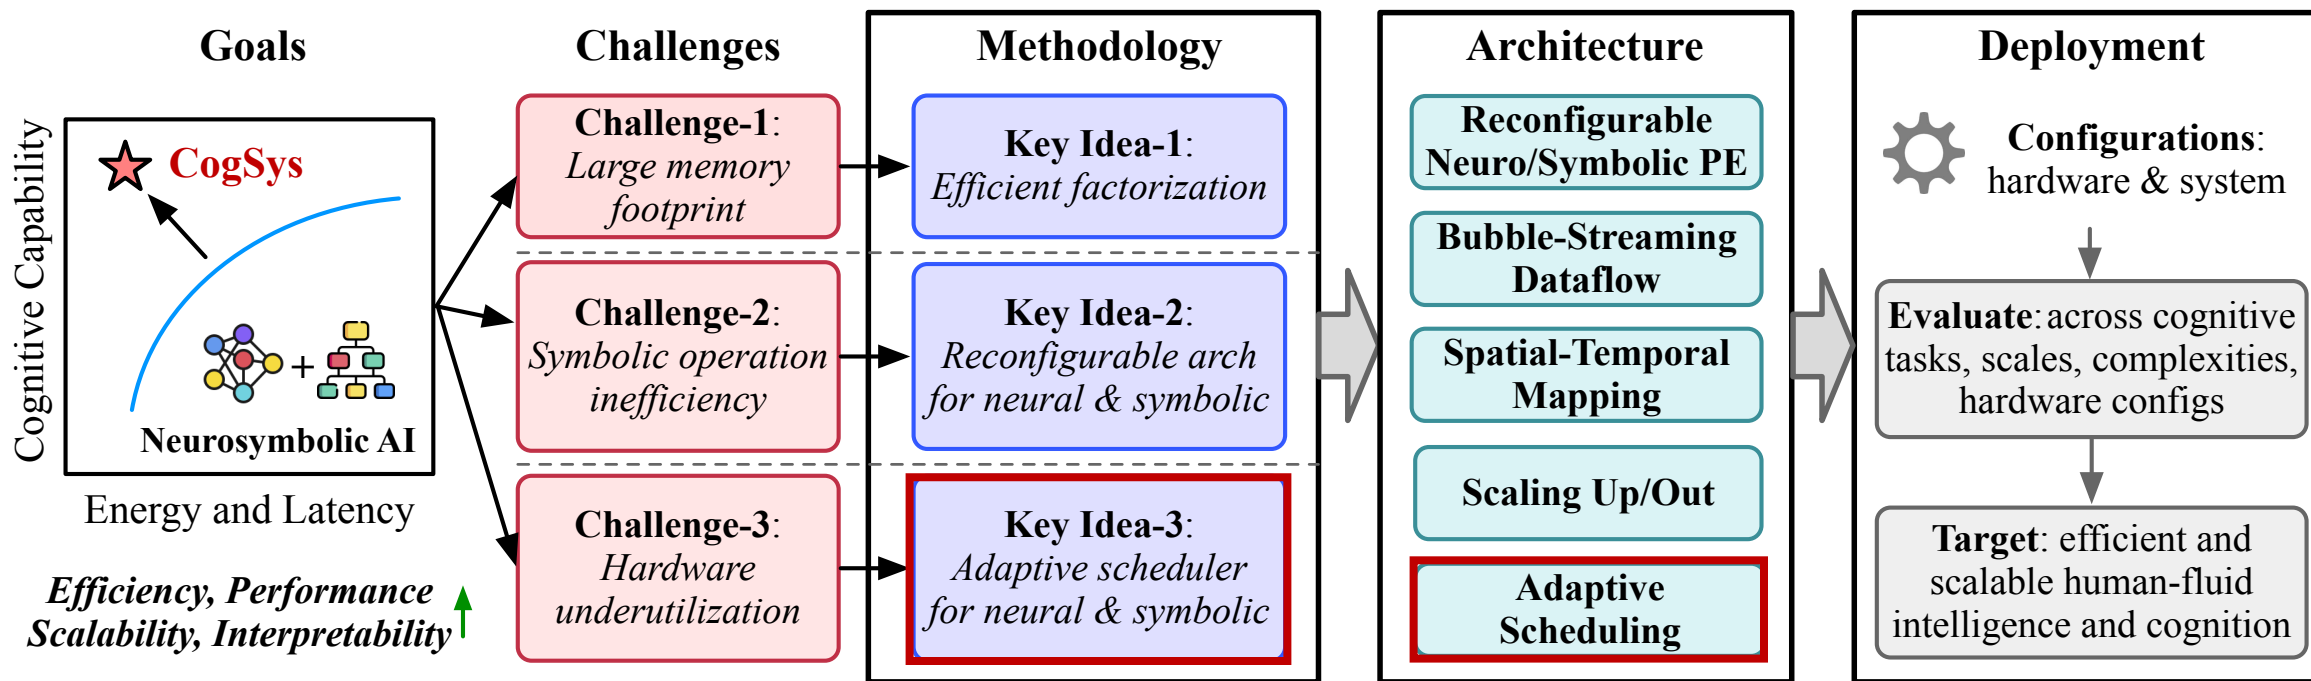 Goals
Cognitive Capability
CogSys
+
Neurosymbolic AI
Energy and Latency
Efficiency, Performance
Scalability, Interpretability
Challenges
Challenge-1:
Large memory
footprint
Challenge-2:
Symbolic operation
inefficiency
Challenge-3:
Hardware
underutilization
Methodology
Key Idea-1:
Efficient factorization
Key Idea-2:
Reconfigurable arch
for neural & symbolic
Key Idea-3:
Adaptive scheduler
for neural & symbolic
Architecture
Reconfigurable
Neuro/Symbolic PE
Bubble-Streaming
Dataflow
Spatial-Temporal
Mapping
Scaling Up/Out
Adaptive
Scheduling
Deployment
Configurations:
hardware & system
Evaluate: across cognitive
tasks, scales, complexities,
hardware configs
Target: efficient and
scalable human-fluid
intelligence and cognition